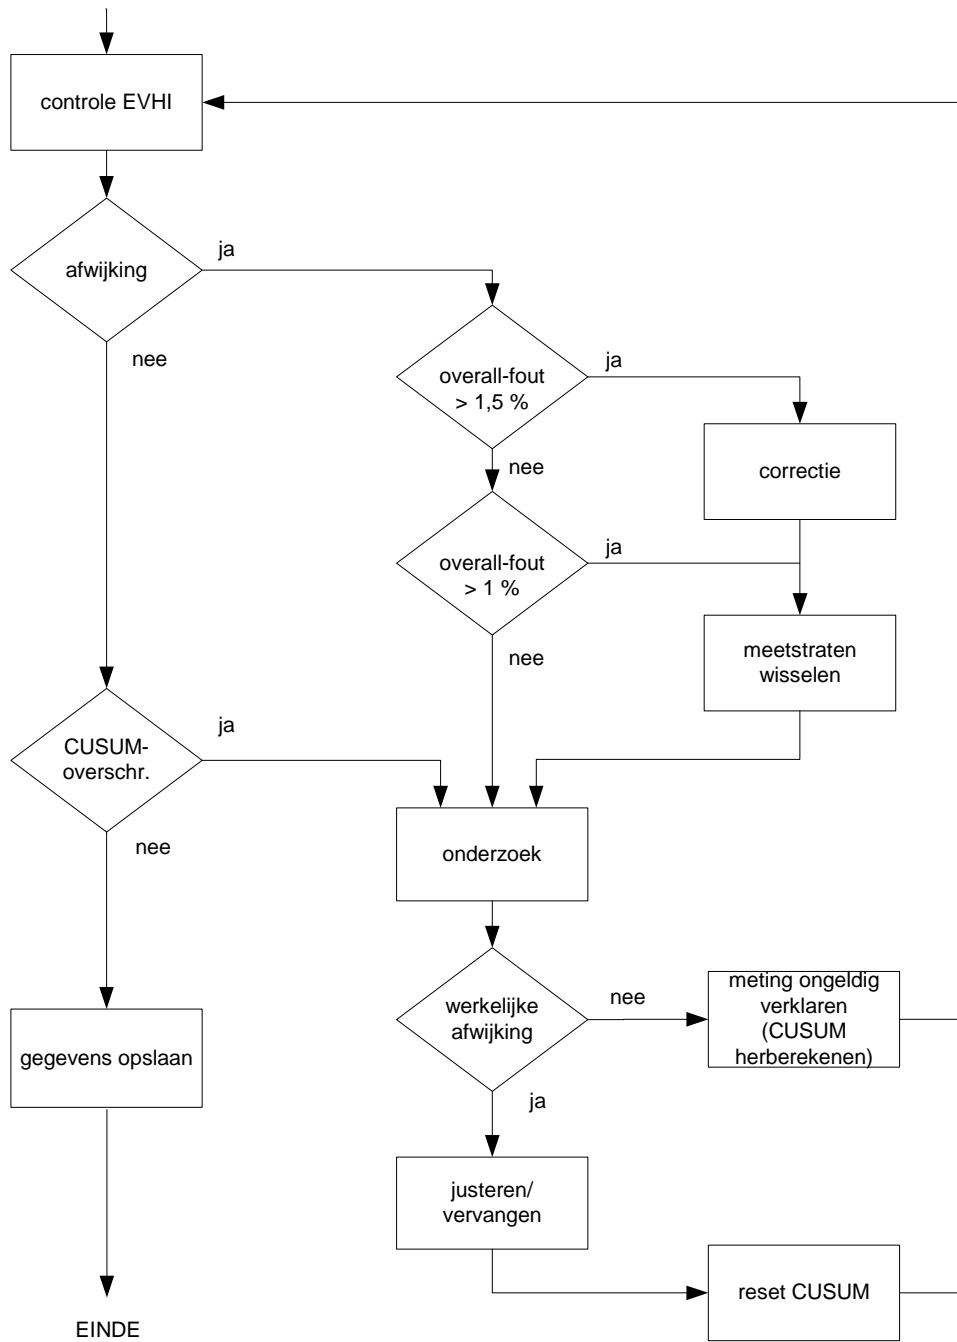 controle EVHI
afwijking
ja
nee
overall-fout
> 1,5 %
ja
nee
correctie
overall-fout
> 1 %
ja
nee
meetstraten
wisselen
CUSUM-
overschr.
ja
nee
onderzoek
werkelijke
afwijking
nee
ja
meting ongeldig
verklaren
(CUSUM
herberekenen)
gegevens opslaan
justeren/
vervangen
reset CUSUM
EINDE